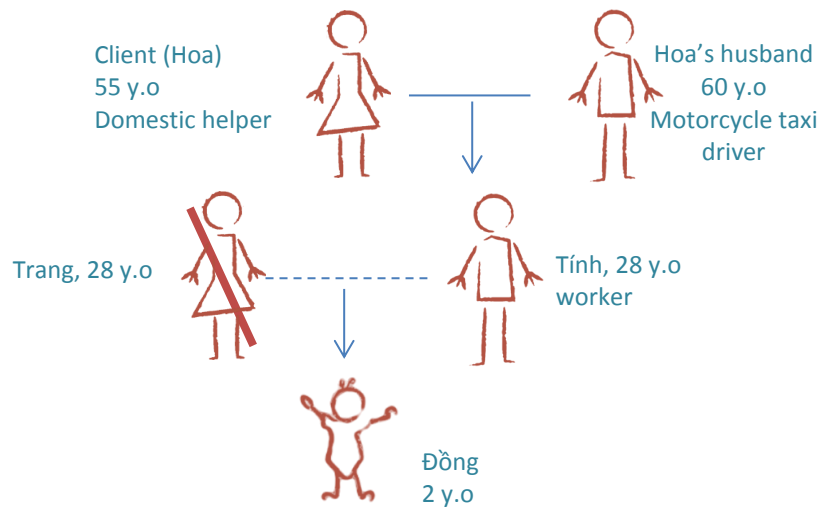 Client (Hoa)
55 y.o
Domestic helper
Hoa's husband
60 y.o
Motorcycle taxi
driver
Trang, 28 y.o
Tính, 28 y.o
worker
Đồng
2 y.o